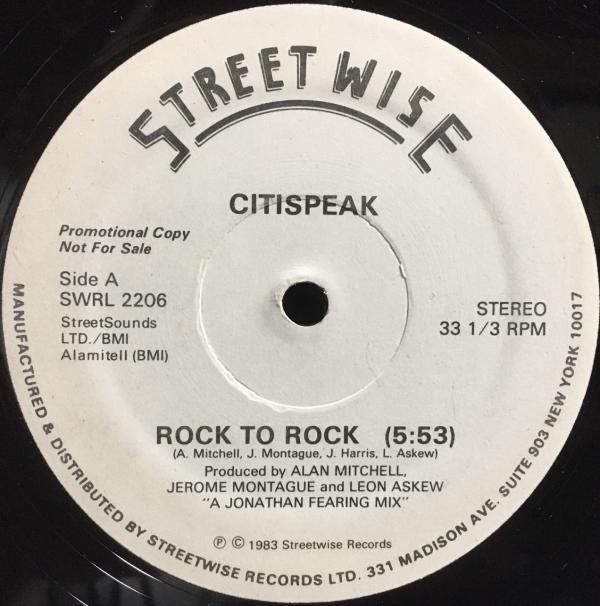 STREETWISE
CITISPEAK
Promotional Copy
Not For Sale
Side A
SWRL 2206
StreetSounds
LTD./BMI
Alamitell (BMI)
STEREO
33 1/3 RPM
ROCK TO ROCK (5:53)
(A. Mitchell, J. Montague, J. Harris, L. Askew)
Produced by ALAN MITCHELL,
JEROME MONTAGUE and LEON ASKEW
"A JONATHAN FEARING MIX"
Ⓟ © 1983 Streetwise Records
MANUFACTURED & DISTRIBUTED BY STREETWISE RECORDS LTD. 331 MADISON AVE. SUITE 903 NEW YORK 10017